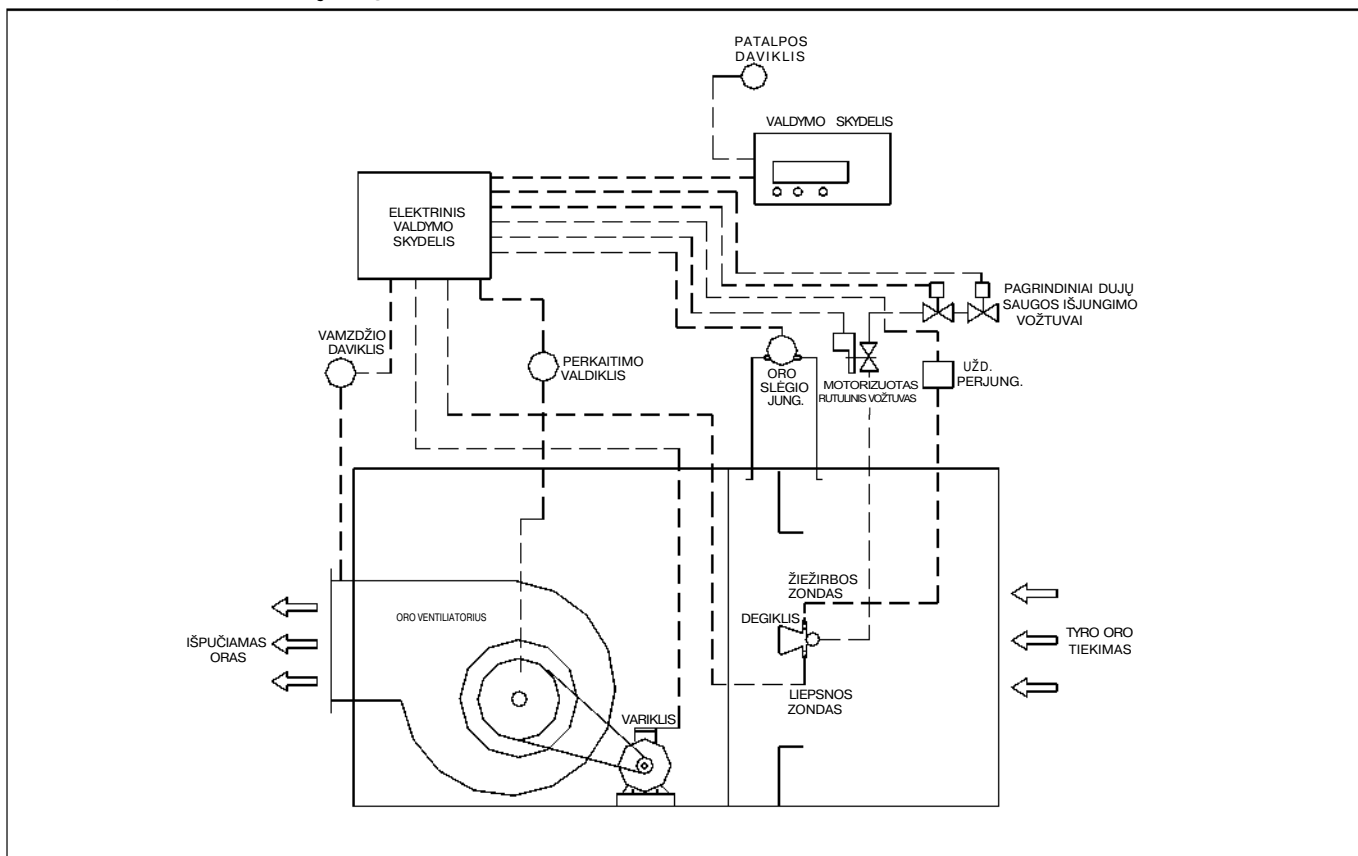 PATALPOS
DAVIKLIS
VALDYMO SKYDELIS
ELEKTRINIS
VALDYMO
SKYDELIS
PAGRINDINIAI DUJŲ
SAUGOS IŠJUNGIMO
VOŽTUVAI
VAMZDŽIO
DAVIKLIS
PERKAITIMO
VALDIKLIS
ORO
SLĖGIO
JUNG.
MOTORIZUOTAS
RUTULINIS VOŽTUVAS
UŽD.
PERJUNG.
ŽIEŽIRBOS
ZONDAS
ORO VENTILIATORIUS
DEGIKLIS
IŠPUČIAMAS
ORAS
TYRO ORO
TIEKIMAS
LIEPSNOS
ZONDAS
VARIKLIS